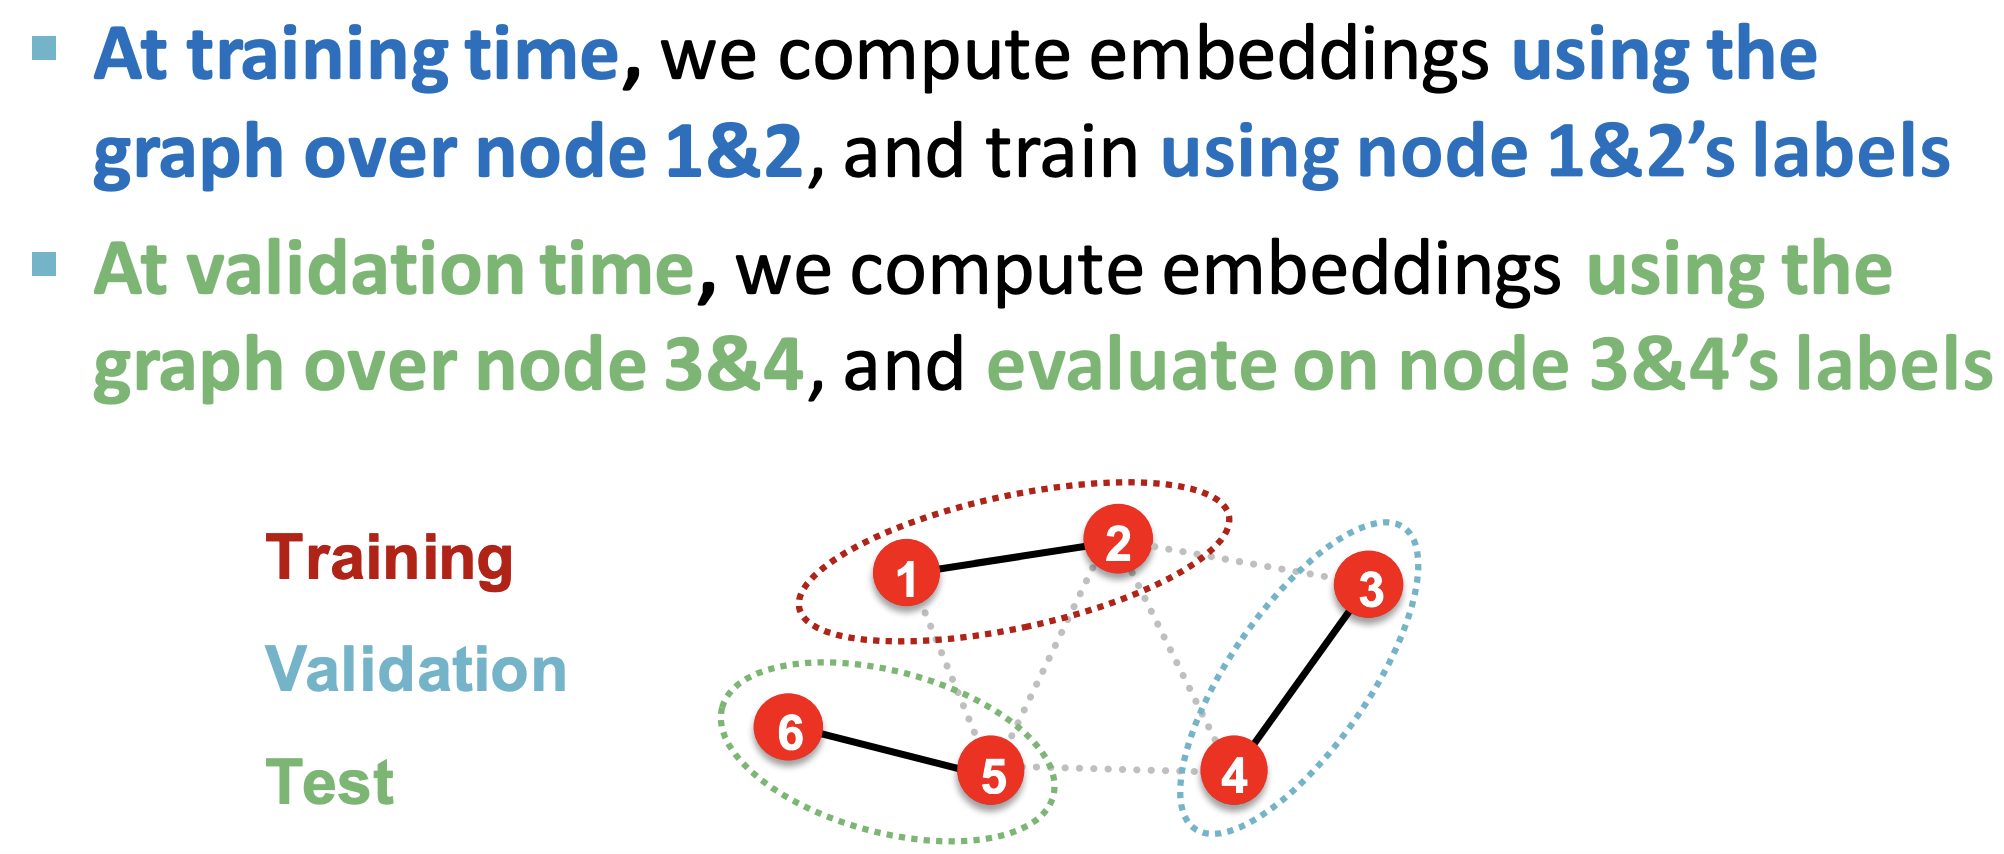 At training time, we compute embeddings using the
graph over node 1&2, and train using node 1&2’s labels
At validation time, we compute embeddings using the
graph over node 3&4, and evaluate on node 3&4’s labels
Training
Validation
Test
1
2
3
6
5
4